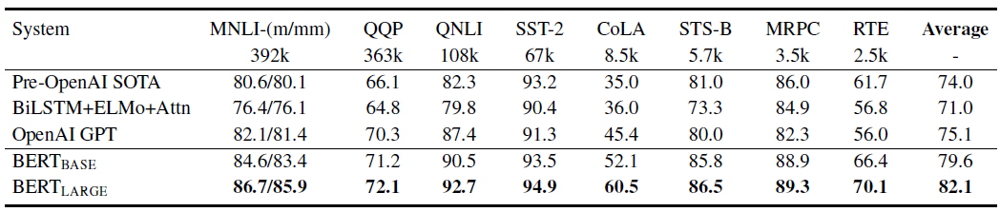 System MNLI-(m/mm) QQP QNLI SST-2 CoLA STS-B MRPC RTE Average
392k 363k 108k 67k 8.5k 5.7k 3.5k 2.5k -
Pre-OpenAI SOTA 80.6/80.1 66.1 82.3 93.2 35.0 81.0 86.0 61.7 74.0
BiLSTM+ELMo+Attn 76.4/76.1 64.8 79.8 90.4 36.0 73.3 84.9 56.8 71.0
OpenAI GPT 82.1/81.4 70.3 87.4 91.3 45.4 80.0 82.3 56.0 75.1
BERTBASE 84.6/83.4 71.2 90.5 93.5 52.1 85.8 88.9 66.4 79.6
BERTLARGE 86.7/85.9 72.1 92.7 94.9 60.5 86.5 89.3 70.1 82.1